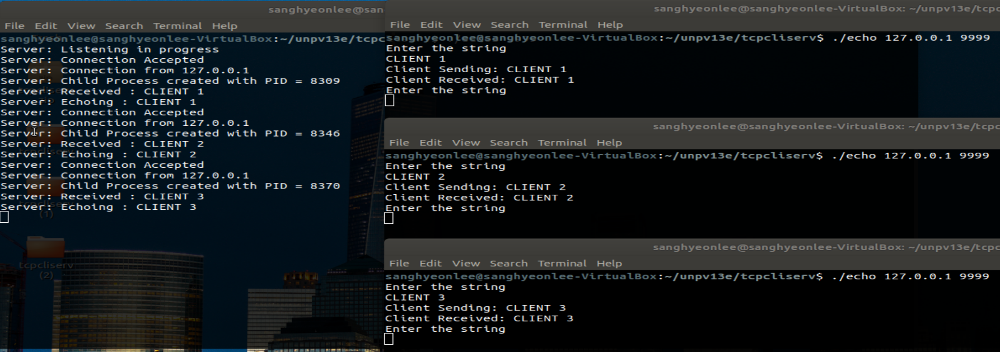 sanghyeonlee@san
File Edit View Search Terminal Help
sanghyeonlee@sanghyeonlee-VirtualBox:~/unpv13e/tcpc
Server: Listening in progress
Server: Connection Accepted
Server: Connection from 127.0.0.1
Server: Child Process created with PID = 8309
Server: Received : CLIENT 1
Server: Echoing : CLIENT 1
Server: Connection Accepted
Server: Connection from 127.0.0.1
Server: Child Process created with PID = 8346
Server: Received : CLIENT 2
Server: Echoing : CLIENT 2
Server: Connection Accepted
Server: Connection from 127.0.0.1
Server: Child Process created with PID = 8370
Server: Received : CLIENT 3
Server: Echoing : CLIENT 3
(1)
tcpcliserv
(2)
sanghyeonlee@sanghyeonlee-VirtualBox: ~/unpv13e/tcpc
File Edit View Search Terminal Help
sanghyeonlee@sanghyeonlee-VirtualBox:~/unpv13e/tcpcliserv$ ./echo 127.0.0.1 9999
Enter the string
CLIENT 1
Client Sending: CLIENT 1
Client Received: CLIENT 1
Enter the string
sanghyeonlee@sanghyeonlee-VirtualBox: ~/unpv13e/tcpc
File Edit View Search Terminal Help
sanghyeonlee@sanghyeonlee-VirtualBox:~/unpv13e/tcpcliserv$ ./echo 127.0.0.1 9999
Enter the string
CLIENT 2
Client Sending: CLIENT 2
Client Received: CLIENT 2
Enter the string
sanghyeonlee@sanghyeonlee-VirtualBox: ~/unpv13e/tcpc
File Edit View Search Terminal Help
sanghyeonlee@sanghyeonlee-VirtualBox:~/unpv13e/tcpcliserv$ ./echo 127.0.0.1 9999
Enter the string
CLIENT 3
Client Sending: CLIENT 3
Client Received: CLIENT 3
Enter the string